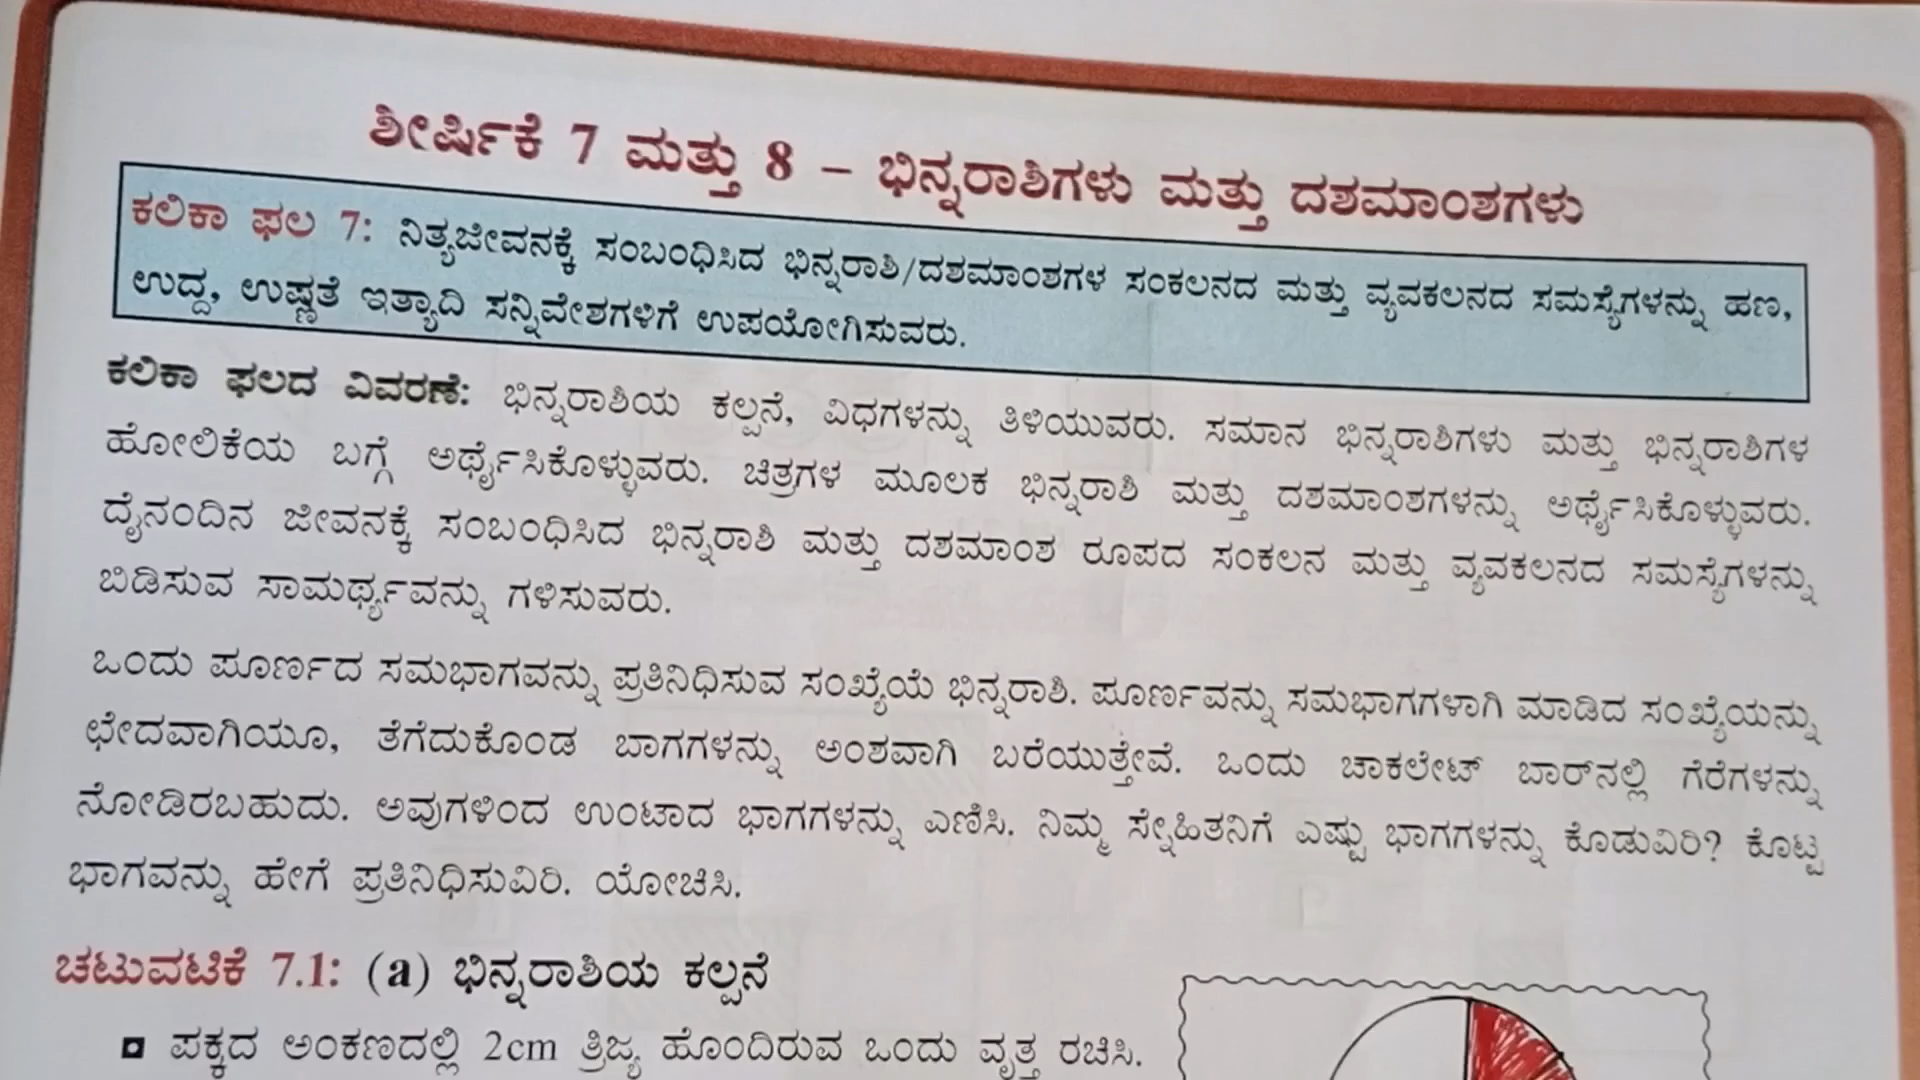 ಶೀರ್ಷಿಕೆ 7 ಮತ್ತು 8 – ಭಿನ್ನರಾಶಿಗಳು ಮತ್ತು ದಶಮಾಂಶಗಳು
ಕಲಿಕಾ ಫಲ 7: ನಿತ್ಯಜೀವನಕ್ಕೆ ಸಂಬಂಧಿಸಿದ ಭಿನ್ನರಾಶಿ/ದಶಮಾಂಶಗಳ ಸಂಕಲನದ ಮತ್ತು ವ್ಯವಕಲನದ ಸಮಸ್ಯೆಗಳನ್ನು ಹಣ,
ಉದ್ದ, ಉಷ್ಣತೆ ಇತ್ಯಾದಿ ಸನ್ನಿವೇಶಗಳಿಗೆ ಉಪಯೋಗಿಸುವರು.
ಕಲಿಕಾ ಫಲದ ವಿವರಣೆ: ಭಿನ್ನರಾಶಿಯ ಕಲ್ಪನೆ, ವಿಧಗಳನ್ನು ತಿಳಿಯುವರು. ಸಮಾನ ಭಿನ್ನರಾಶಿಗಳು ಮತ್ತು ಭಿನ್ನರಾಶಿಗಳ
ಹೋಲಿಕೆಯ ಬಗ್ಗೆ ಅರ್ಥೈಸಿಕೊಳ್ಳುವರು. ಚಿತ್ರಗಳ ಮೂಲಕ ಭಿನ್ನರಾಶಿ ಮತ್ತು ದಶಮಾಂಶಗಳನ್ನು ಅರ್ಥೈಸಿಕೊಳ್ಳುವರು.
ದೈನಂದಿನ ಜೀವನಕ್ಕೆ ಸಂಬಂಧಿಸಿದ ಭಿನ್ನರಾಶಿ ಮತ್ತು ದಶಮಾಂಶ ರೂಪದ ಸಂಕಲನ ಮತ್ತು ವ್ಯವಕಲನದ ಸಮಸ್ಯೆಗಳನ್ನು
ಬಿಡಿಸುವ ಸಾಮರ್ಥ್ಯವನ್ನು ಗಳಿಸುವರು.
ಒಂದು ಪೂರ್ಣದ ಸಮಭಾಗವನ್ನು ಪ್ರತಿನಿಧಿಸುವ ಸಂಖ್ಯೆಯೆ ಭಿನ್ನರಾಶಿ. ಪೂರ್ಣವನ್ನು ಸಮಭಾಗಗಳಾಗಿ ಮಾಡಿದ ಸಂಖ್ಯೆಯನ್ನು
ಛೇದವಾಗಿಯೂ, ತೆಗೆದುಕೊಂಡ ಬಾಗಗಳನ್ನು ಅಂಶವಾಗಿ ಬರೆಯುತ್ತೇವೆ. ಒಂದು ಚಾಕಲೇಟ್ ಬಾರ್‌ನಲ್ಲಿ ಗೆರೆಗಳನ್ನು
ನೋಡಿರಬಹುದು. ಅವುಗಳಿಂದ ಉಂಟಾದ ಭಾಗಗಳನ್ನು ಎಣಿಸಿ. ನಿಮ್ಮ ಸ್ನೇಹಿತನಿಗೆ ಎಷ್ಟು ಭಾಗಗಳನ್ನು ಕೊಡುವಿರಿ? ಕೊಟ್ಟ
ಭಾಗವನ್ನು ಹೇಗೆ ಪ್ರತಿನಿಧಿಸುವಿರಿ. ಯೋಚಿಸಿ.
ಚಟುವಟಿಕೆ 7.1: (a) ಭಿನ್ನರಾಶಿಯ ಕಲ್ಪನೆ
ಪಕ್ಕದ ಅಂಕಣದಲ್ಲಿ 2cm ತ್ರಿಜ್ಯ ಹೊಂದಿರುವ ಒಂದು ವೃತ್ತ ರಚಿಸಿ.